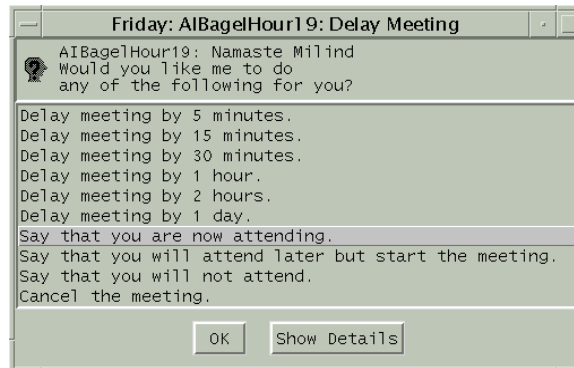 Friday: AIBagelHour19: Delay Meeting
AIBagelHour19: Namaste Milind
Would you like me to do
any of the following for you?
Delay meeting by 5 minutes.
Delay meeting by 15 minutes.
Delay meeting by 30 minutes.
Delay meeting by 1 hour.
Delay meeting by 2 hours.
Delay meeting by 1 day.
Say that you are now attending.
Say that you will attend later but start the meeting.
Say that you will not attend.
Cancel the meeting.
OK Show Details